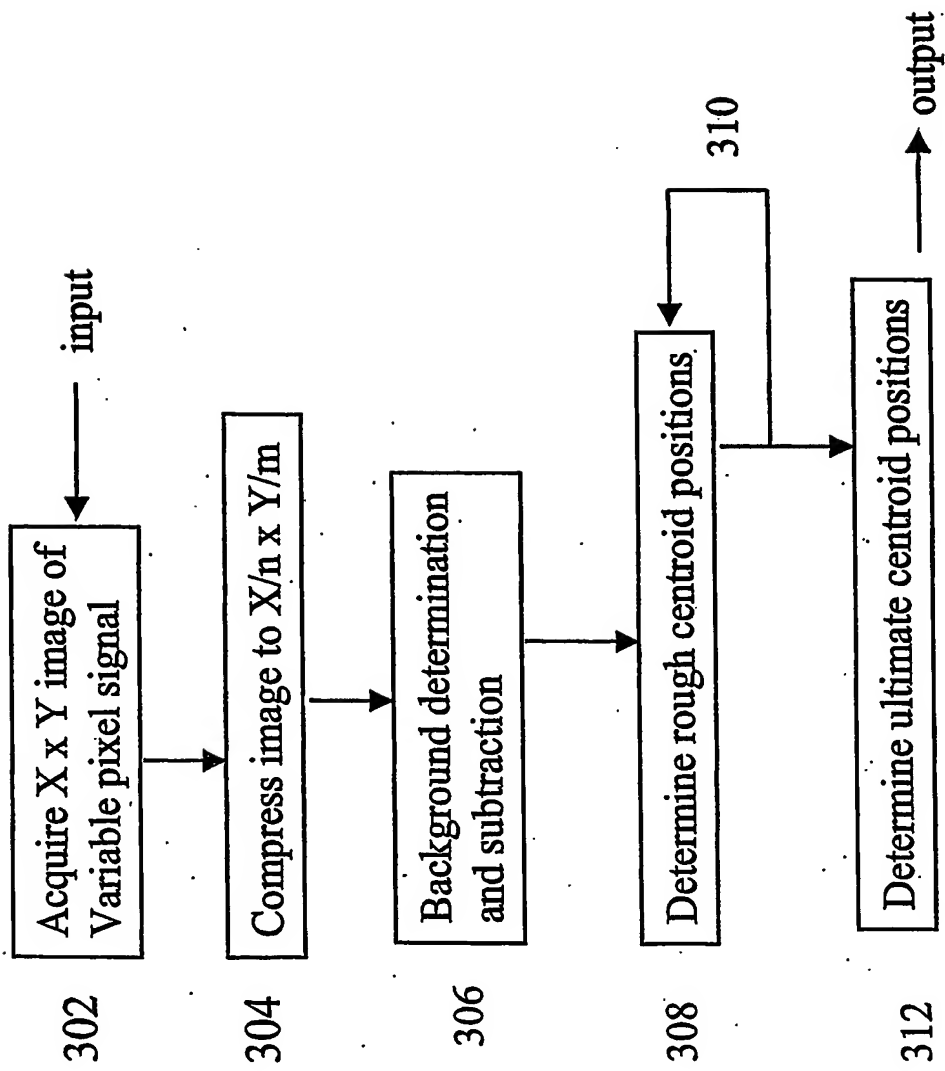 302
Acquire X x Y image of
Variable pixel signal
input
304
Compress image to X/n x Y/m
306
Background determination
and subtraction
308
Determine rough centroid positions
310
312
Determine ultimate centroid positions
output